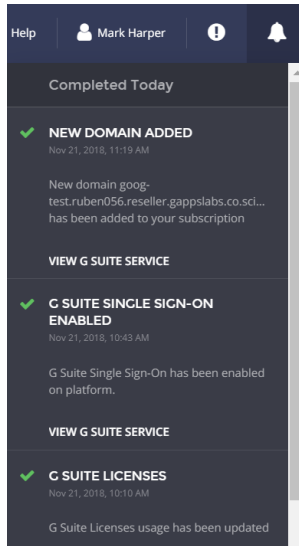 Help
Mark Harper
Completed Today
NEW DOMAIN ADDED
Nov 21, 2018, 11:19 AM
New domain goog-
test.ruben056.reseller.gappslabs.co.sci...
has been added to your subscription
VIEW G SUITE SERVICE
G SUITE SINGLE SIGN-ON
ENABLED
Nov 21, 2018, 10:43 AM
G Suite Single Sign-On has been enabled
on platform.
VIEW G SUITE SERVICE
G SUITE LICENSES
Nov 21, 2018, 10:10 AM
G Suite Licenses usage has been updated